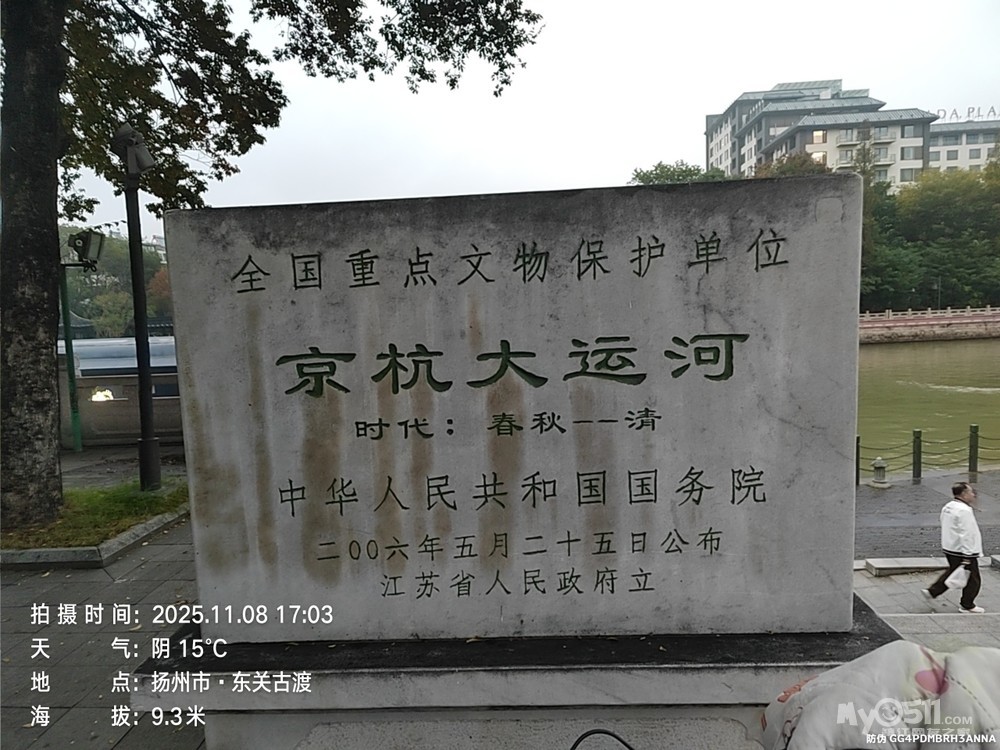 DA PLA
全国重点文物保护单位
京杭大运河
时代：春秋——清
中华人民共和国国务院
二00六年五月二十五日公布
江苏省人民政府立
拍摄时间：2025.11.08 17:03
天气：阴 15℃
地点：扬州市·东关古渡
海拔：9.3米
My0511.COM
防伪 GG4PDMBRH3ANNA